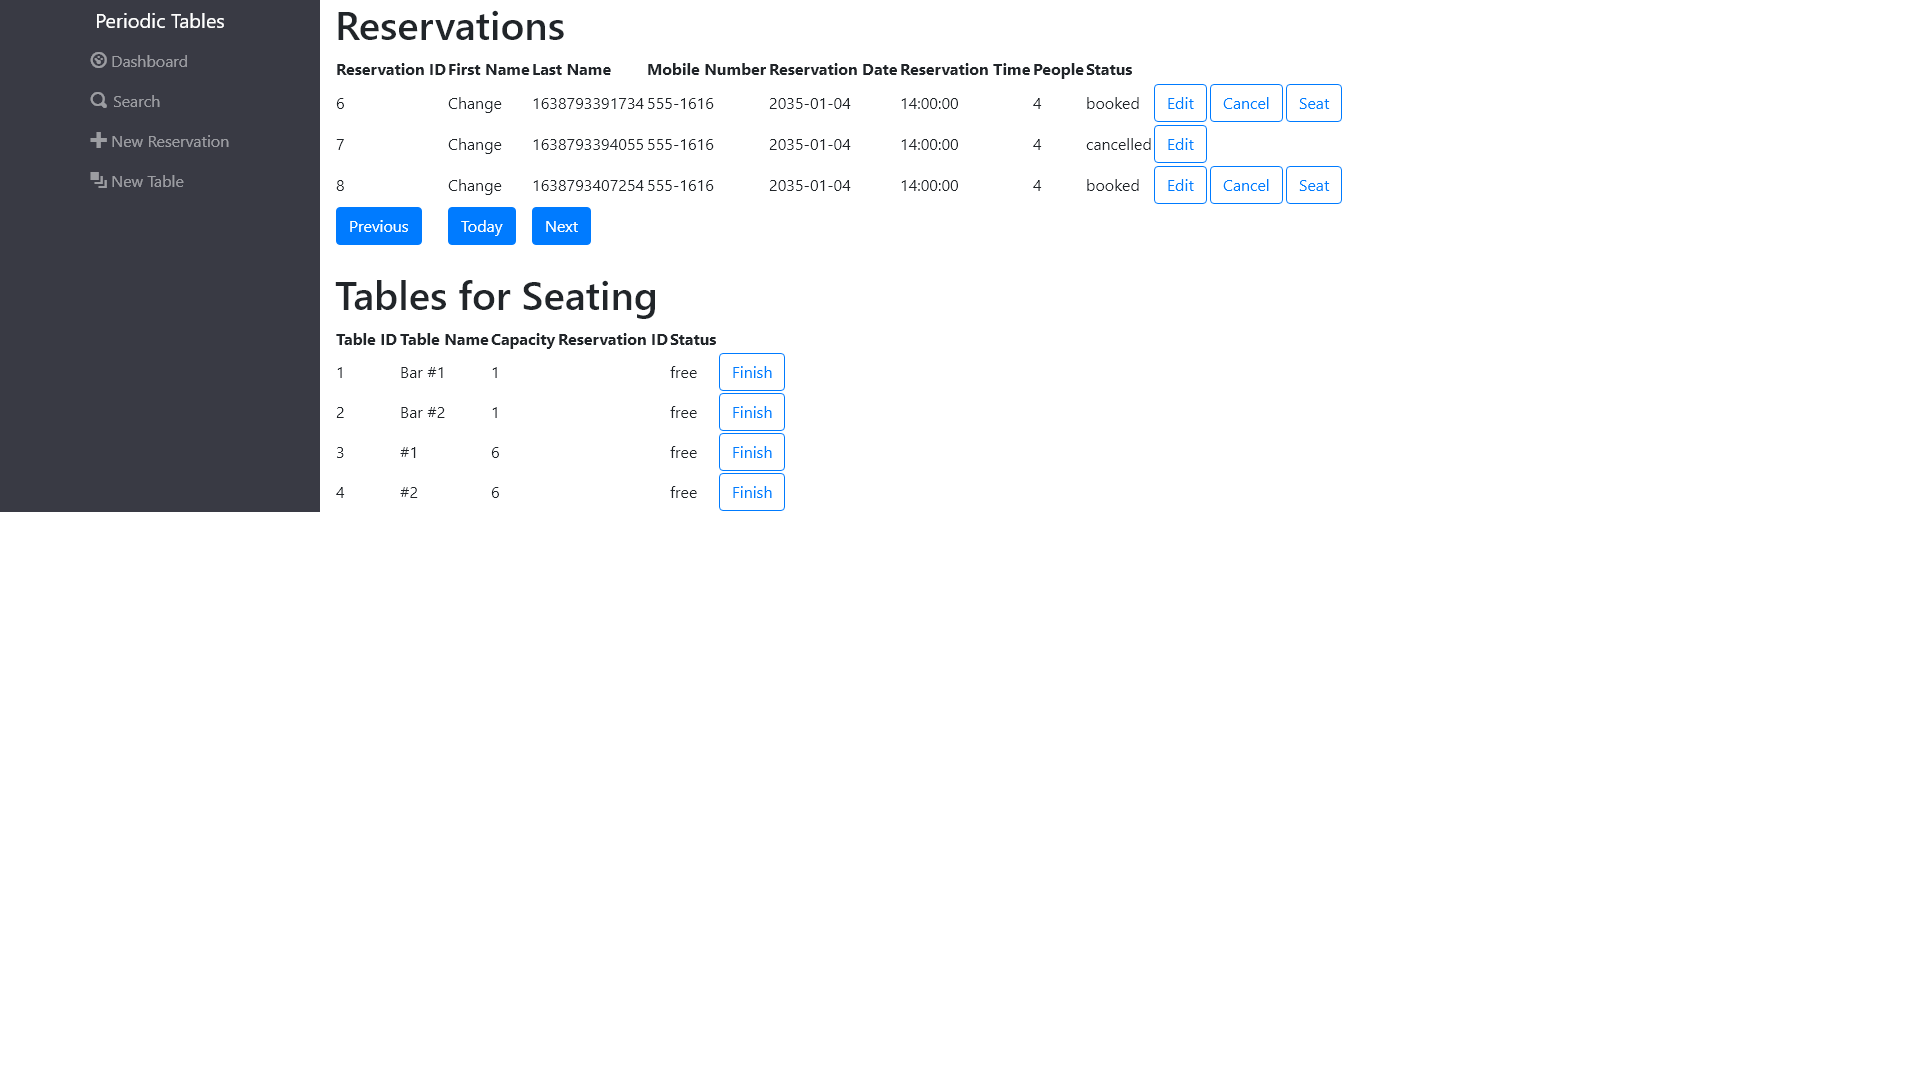 Periodic Tables
Dashboard
Search
New Reservation
New Table
Reservations
Reservation ID First Name Last Name Mobile Number Reservation Date Reservation Time People Status
6 Change 1638793391734 555-1616 2035-01-04 14:00:00 4 booked Edit Cancel Seat
7 Change 1638793394055 555-1616 2035-01-04 14:00:00 4 cancelled Edit
8 Change 1638793407254 555-1616 2035-01-04 14:00:00 4 booked Edit Cancel Seat
Previous Today Next
Tables for Seating
Table ID Table Name Capacity Reservation ID Status
1 Bar #1 1 free Finish
2 Bar #2 1 free Finish
3 #1 6 free Finish
4 #2 6 free Finish